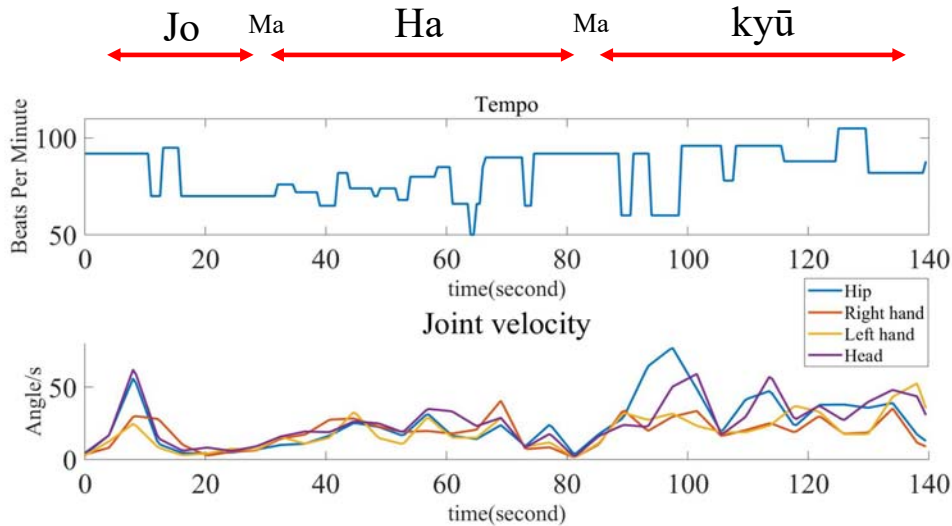 Jo Ma Ha Ma kyū
Tempo
100
50
Beats Per Minute
0 20 40 60 80 100 120 140
time(second)
Hip
Right hand
Left hand
Head
Joint velocity
50
0
Angle/s
0 20 40 60 80 100 120 140
time(second)